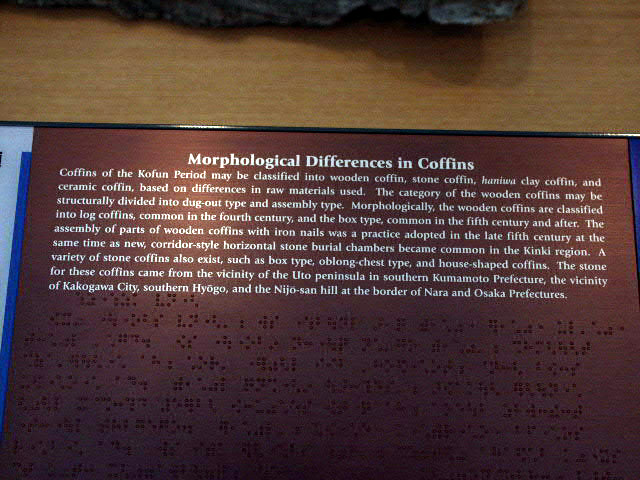 Morphological Differences in Coffins
Coffins of the Kofun Period may be classified into wooden coffin, stone coffin, haniwa clay coffin, and
ceramic coffin, based on differences in raw materials used. The category of the wooden coffins may be
structurally divided into dug-out type and assembly type. Morphologically, the wooden coffins are classified
into log coffins, common in the fourth century, and the box type, common in the fifth century and after. The
assembly of parts of wooden coffins with iron nails was a practice adopted in the late fifth century at the
same time as new, corridor-style horizontal stone burial chambers became common in the Kinki region. A
variety of stone coffins also exist, such as box type, oblong-chest type, and house-shaped coffins. The stone
for these coffins came from the vicinity of the Uto peninsula in southern Kumamoto Prefecture, the vicinity
of Kakogawa City, southern Hyōgo, and the Nijō-san hill at the border of Nara and Osaka Prefectures.